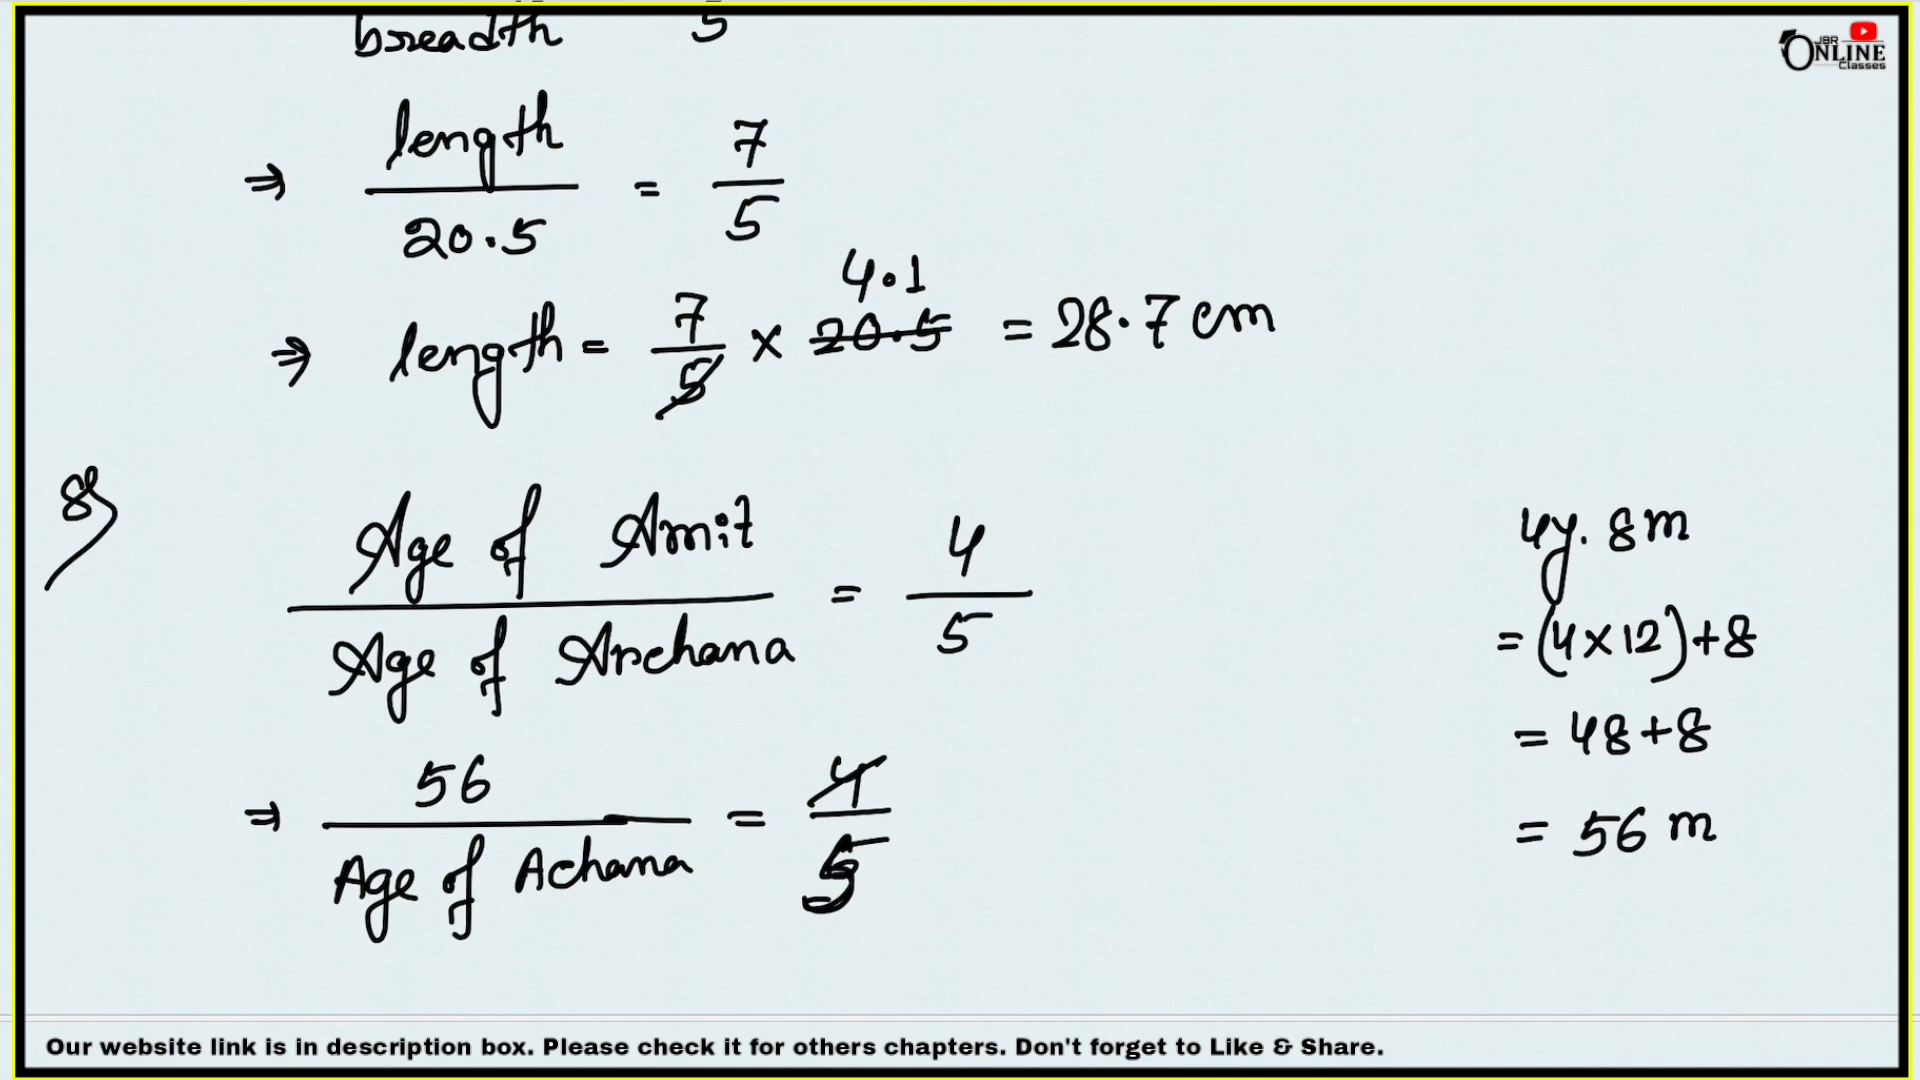 breadth 5
JBR
ONLINE
Classes
⇒ length / 20.5 = 7 / 5
4.1
⇒ length = 7 / 5 × 20.5 = 28.7 cm
8)
Age of Amit / Age of Archana = 4 / 5
⇒ 56 / Age of Achana = 4 / 5
4y. 8m
= (4 × 12) + 8
= 48 + 8
= 56 m
Our website link is in description box. Please check it for others chapters. Don't forget to Like & Share.